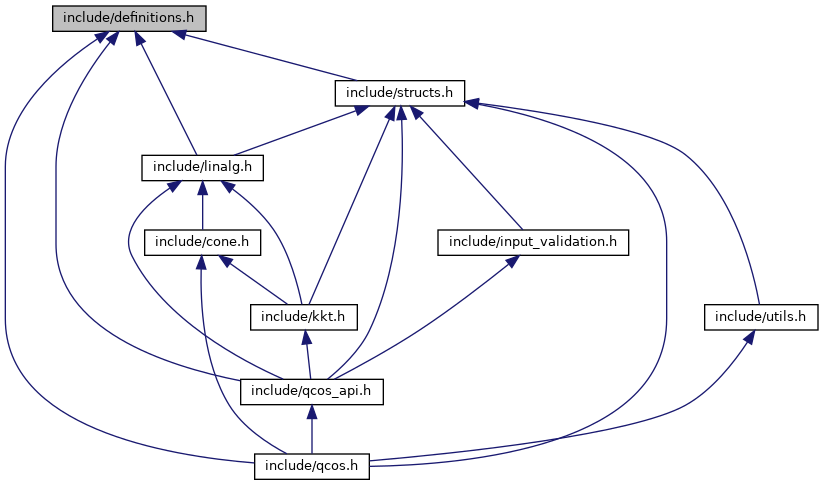 include/definitions.h
include/structs.h
include/linalg.h
include/cone.h
include/input_validation.h
include/kkt.h
include/utils.h
include/qcos_api.h
include/qcos.h